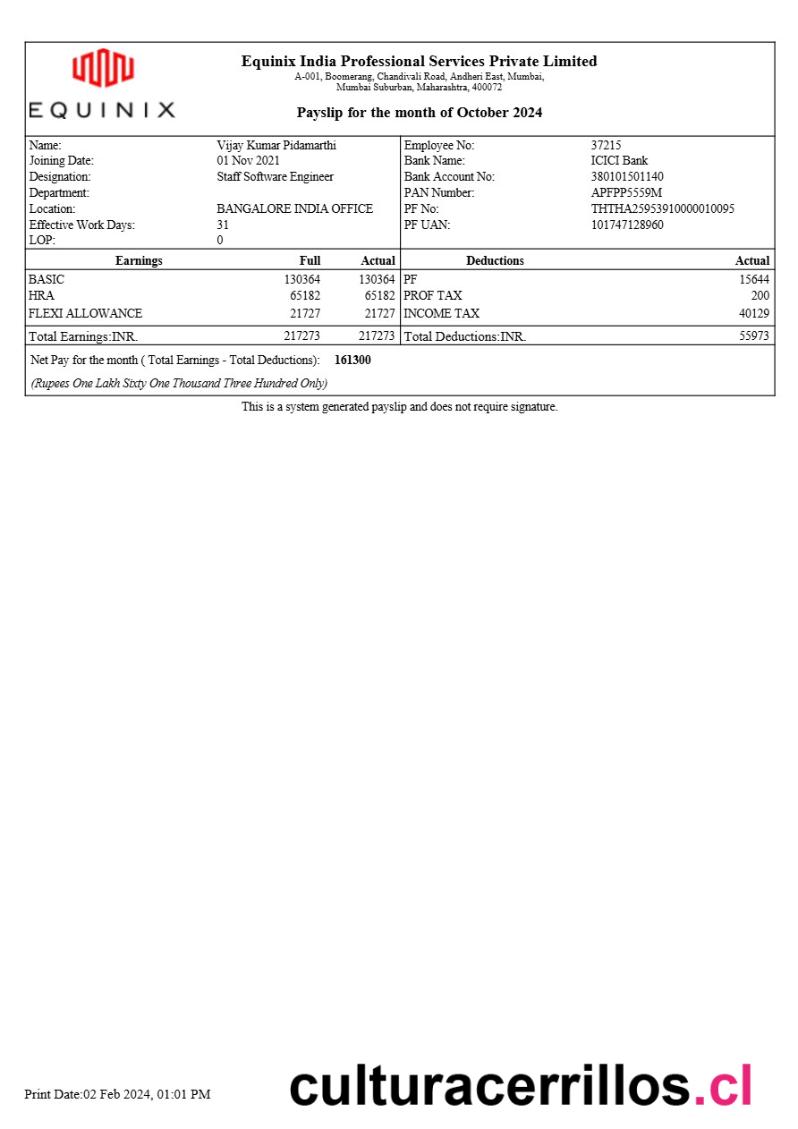 EQUINIX
Equinix India Professional Services Private Limited
A-001, Boomerang, Chandivali Road, Andheri East, Mumbai,
Mumbai Suburban, Maharashtra, 400072
Payslip for the month of October 2024
Name: Vijay Kumar Pidamarthi Employee No: 37215
Joining Date: 01 Nov 2021 Bank Name: ICICI Bank
Designation: Staff Software Engineer Bank Account No: 380101501140
Department: PAN Number: APFPP5559M
Location: BANGALORE INDIA OFFICE PF No: THTHA25953910000010095
Effective Work Days: 31 PF UAN: 101747128960
LOP: 0
Earnings Full Actual Deductions Actual
BASIC 130364 130364 PF 15644
HRA 65182 65182 PROF TAX 200
FLEXI ALLOWANCE 21727 21727 INCOME TAX 40129
Total Earnings:INR. 217273 217273 Total Deductions:INR. 55973
Net Pay for the month ( Total Earnings - Total Deductions): 161300
(Rupees One Lakh Sixty One Thousand Three Hundred Only)
This is a system generated payslip and does not require signature.
Print Date:02 Feb 2024, 01:01 PM
culturacerrillos.cl